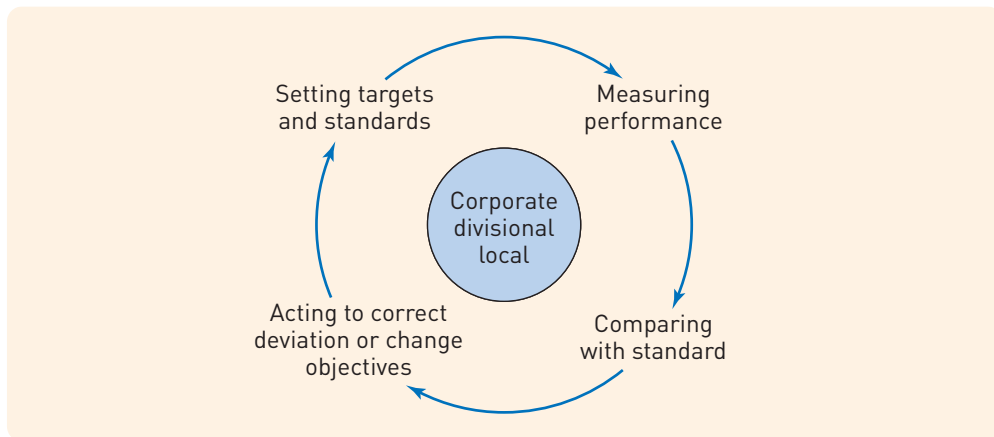 Setting targets
and standards
Measuring
performance
Corporate
divisional
local
Acting to correct
deviation or change
objectives
Comparing
with standard